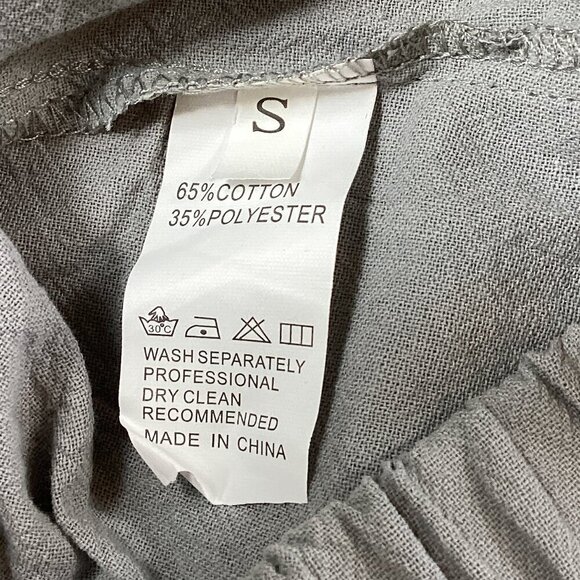 S
65%COTTON
35%POLYESTER
30°C
WASH SEPARATELY
PROFESSIONAL
DRY CLEAN
RECOMMENDED
MADE IN CHINA